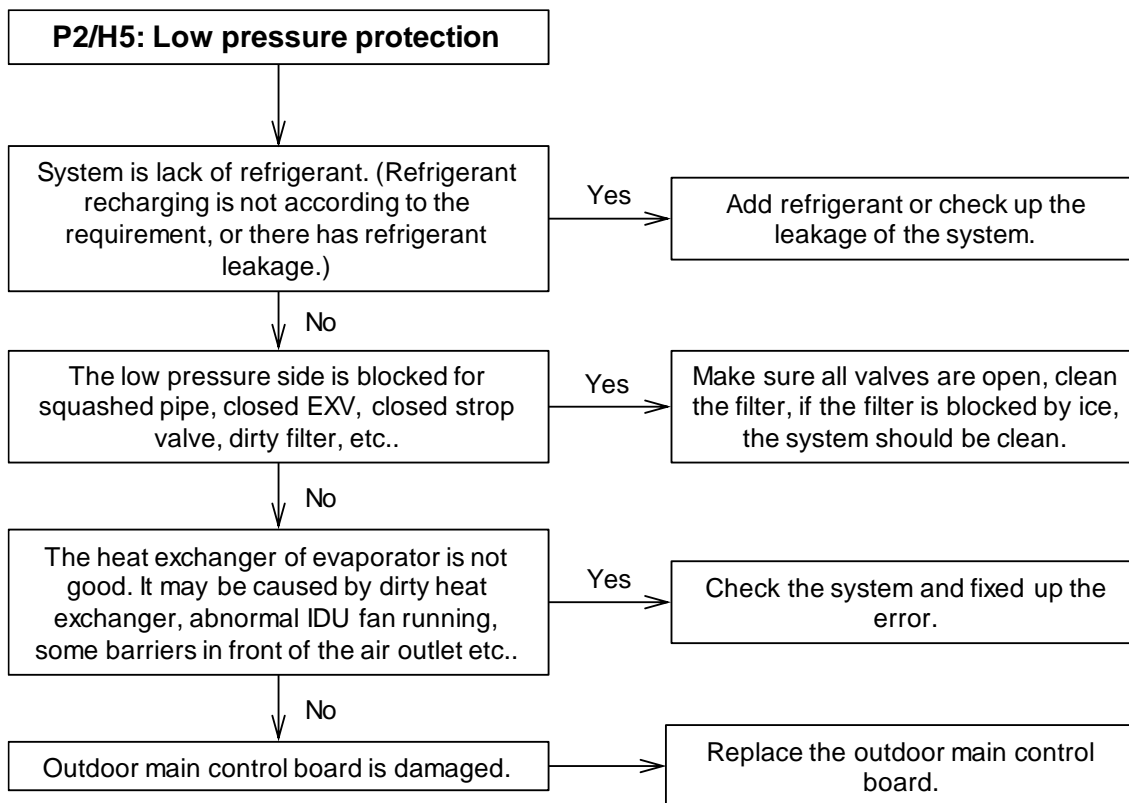 P2/H5: Low pressure protection
System is lack of refrigerant. (Refrigerant
recharging is not according to the
requirement, or there has refrigerant
leakage.)
Yes
Add refrigerant or check up the
leakage of the system.
No
The low pressure side is blocked for
squashed pipe, closed EXV, closed strop
valve, dirty filter, etc..
Yes
Make sure all valves are open, clean
the filter, if the filter is blocked by ice,
the system should be clean.
No
The heat exchanger of evaporator is not
good. It may be caused by dirty heat
exchanger, abnormal IDU fan running,
some barriers in front of the air outlet etc..
Yes
Check the system and fixed up the
error.
No
Outdoor main control board is damaged.
Replace the outdoor main control
board.